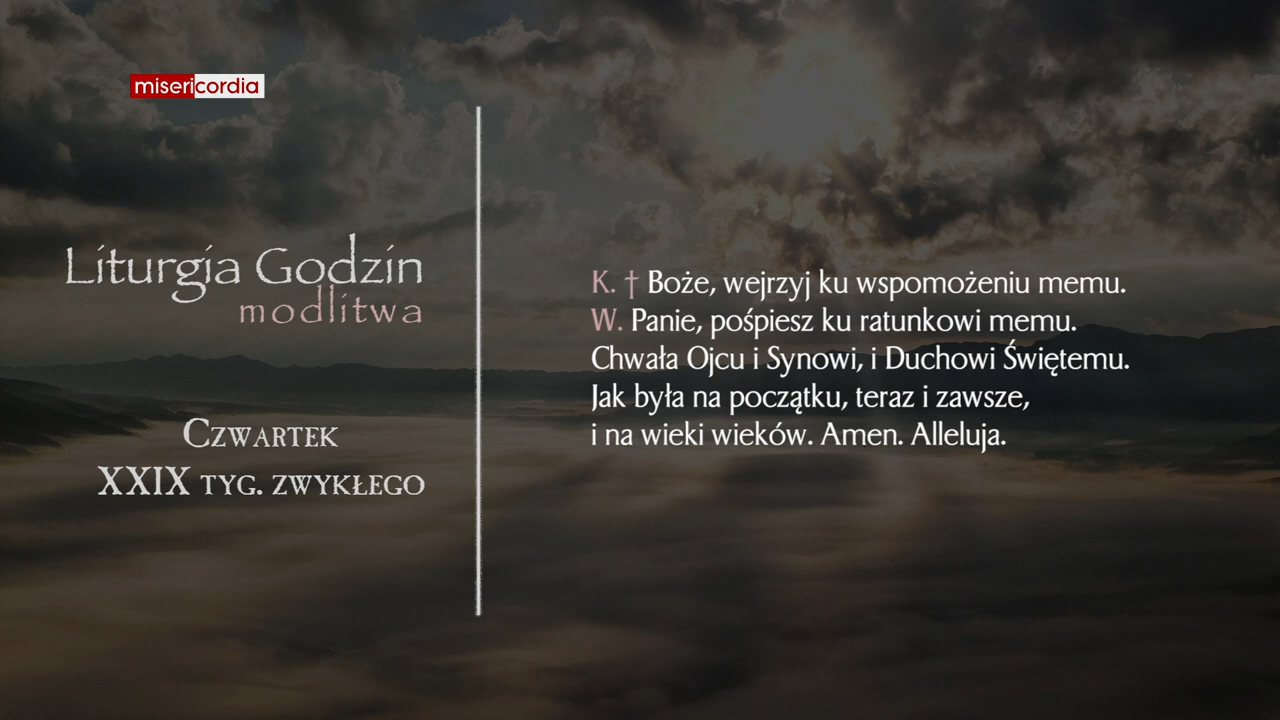 misericordia
Liturgia Godzin
modlitwa
Czwartek
XXIX tyg. zwykłego
K. † Boże, wejrzyj ku wspomożeniu memu.
W. Panie, pośpiesz ku ratunkowi memu.
Chwała Ojcu i Synowi, i Duchowi Świętemu.
Jak była na początku, teraz i zawsze,
i na wieki wieków. Amen. Alleluja.